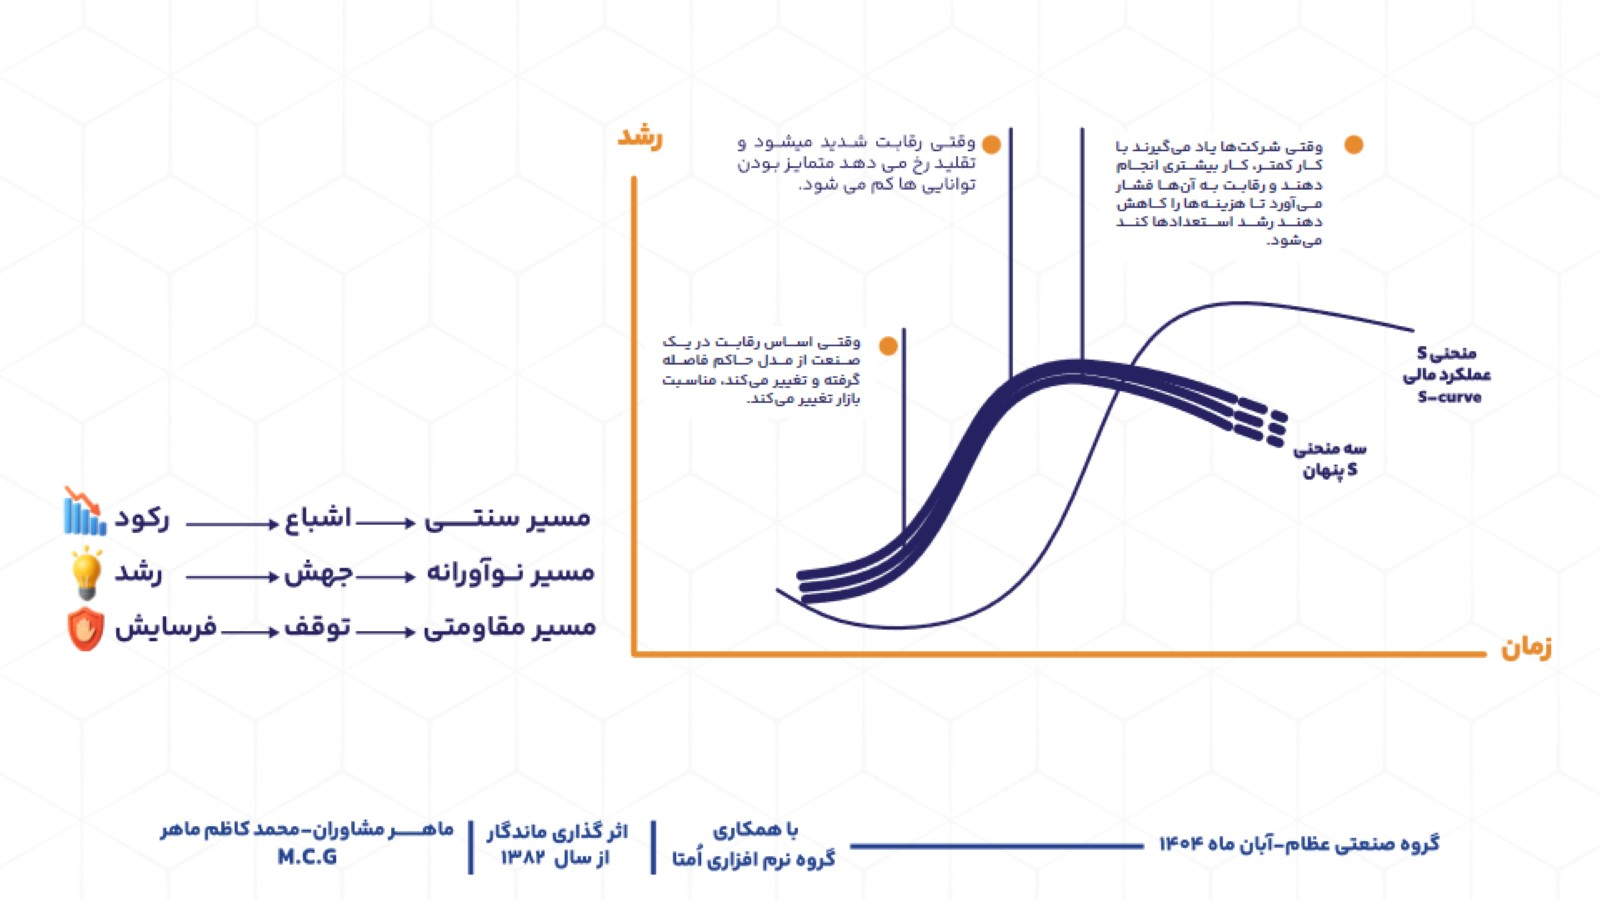 رشد
وقتی رقابت شدید میشود و
تقلید رخ می دهد متمایز بودن
توانایی ها کم می شود.
وقتی شرکت‌ها یاد می‌گیرند با
کار کمتر، کار بیشتری انجام
دهند و رقابت به آن‌ها فشار
می‌آورد تا هزینه‌ها را کاهش
دهند رشد استعدادها کند
می‌شود.
وقتی اساس رقابت در یک
صنعت از مدل حاکم فاصله
گرفته و تغییر می‌کند، مناسبت
بازار تغییر می‌کند.
منحنی S
عملکرد مالی
S-curve
سه منحنی
S پنهان
مسیر سنتی اشباع رکود
مسیر نوآورانه جهش رشد
مسیر مقاومتی توقف فرسایش
زمان
گروه صنعتی عظام-آبان ماه ۱۴۰۴
با همکاری
گروه نرم افزاری اُمتا
اثر گذاری ماندگار
از سال ۱۳۸۲
ماهر مشاوران-محمد کاظم ماهر
M.C.G